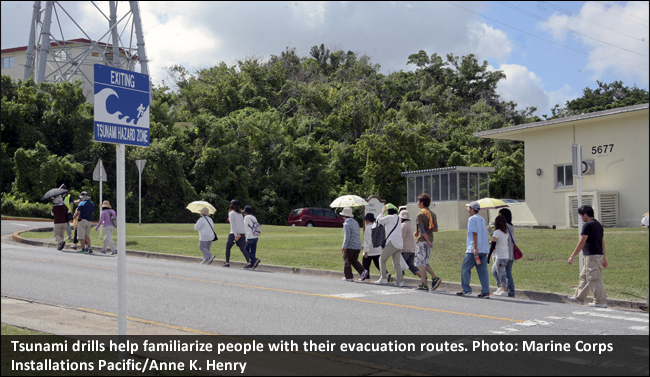 EXITING
TSUNAMI HAZARD ZONE
5677
Tsunami drills help familiarize people with their evacuation routes. Photo: Marine Corps
Installations Pacific/Anne K. Henry